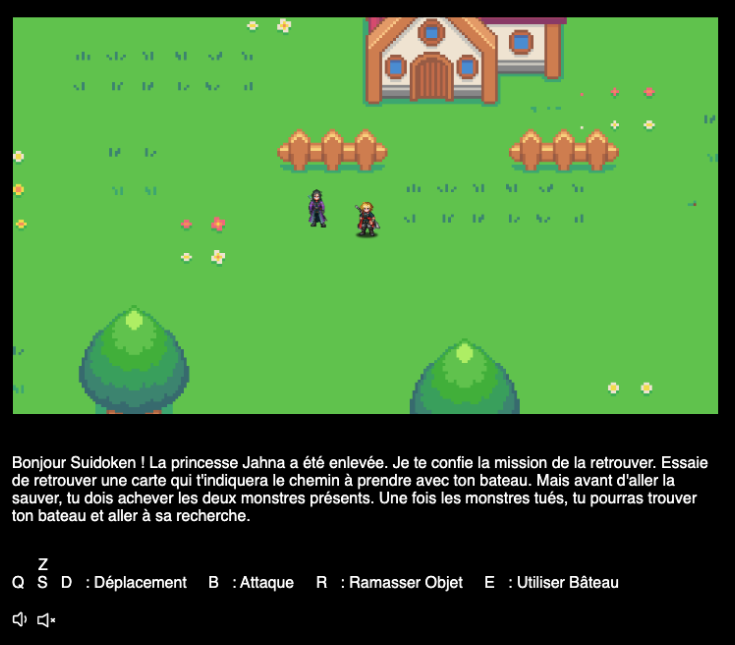 Bonjour Suidoken ! La princesse Jahna a été enlevée. Je te confie la mission de la retrouver. Essaie
de retrouver une carte qui t'indiquera le chemin à prendre avec ton bateau. Mais avant d'aller la
sauver, tu dois achever les deux monstres présents. Une fois les monstres tués, tu pourras trouver
ton bateau et aller à sa recherche.
Z
Q S D : Déplacement B : Attaque R : Ramasser Objet E : Utiliser Bâteau